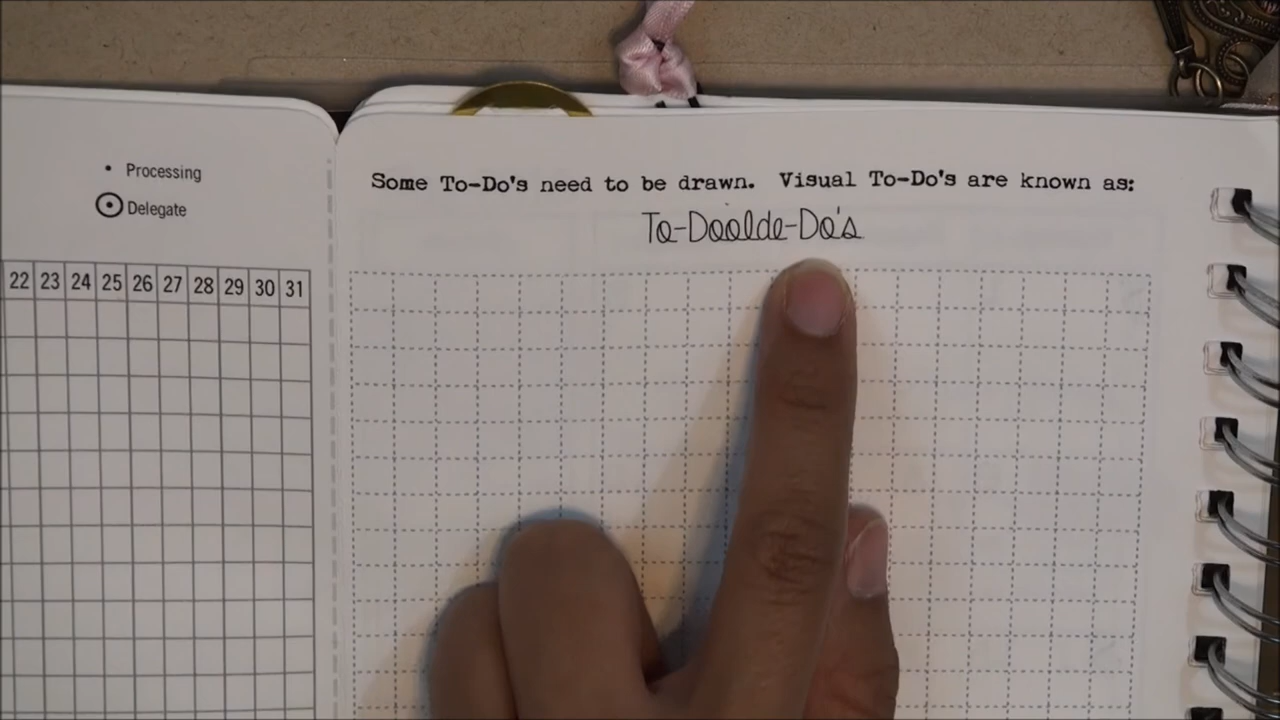 • Processing
Delegate
22 23 24 25 26 27 28 29 30 31
Some To-Do's need to be drawn. Visual To-Do's are known as:
To-Doolde-Do's